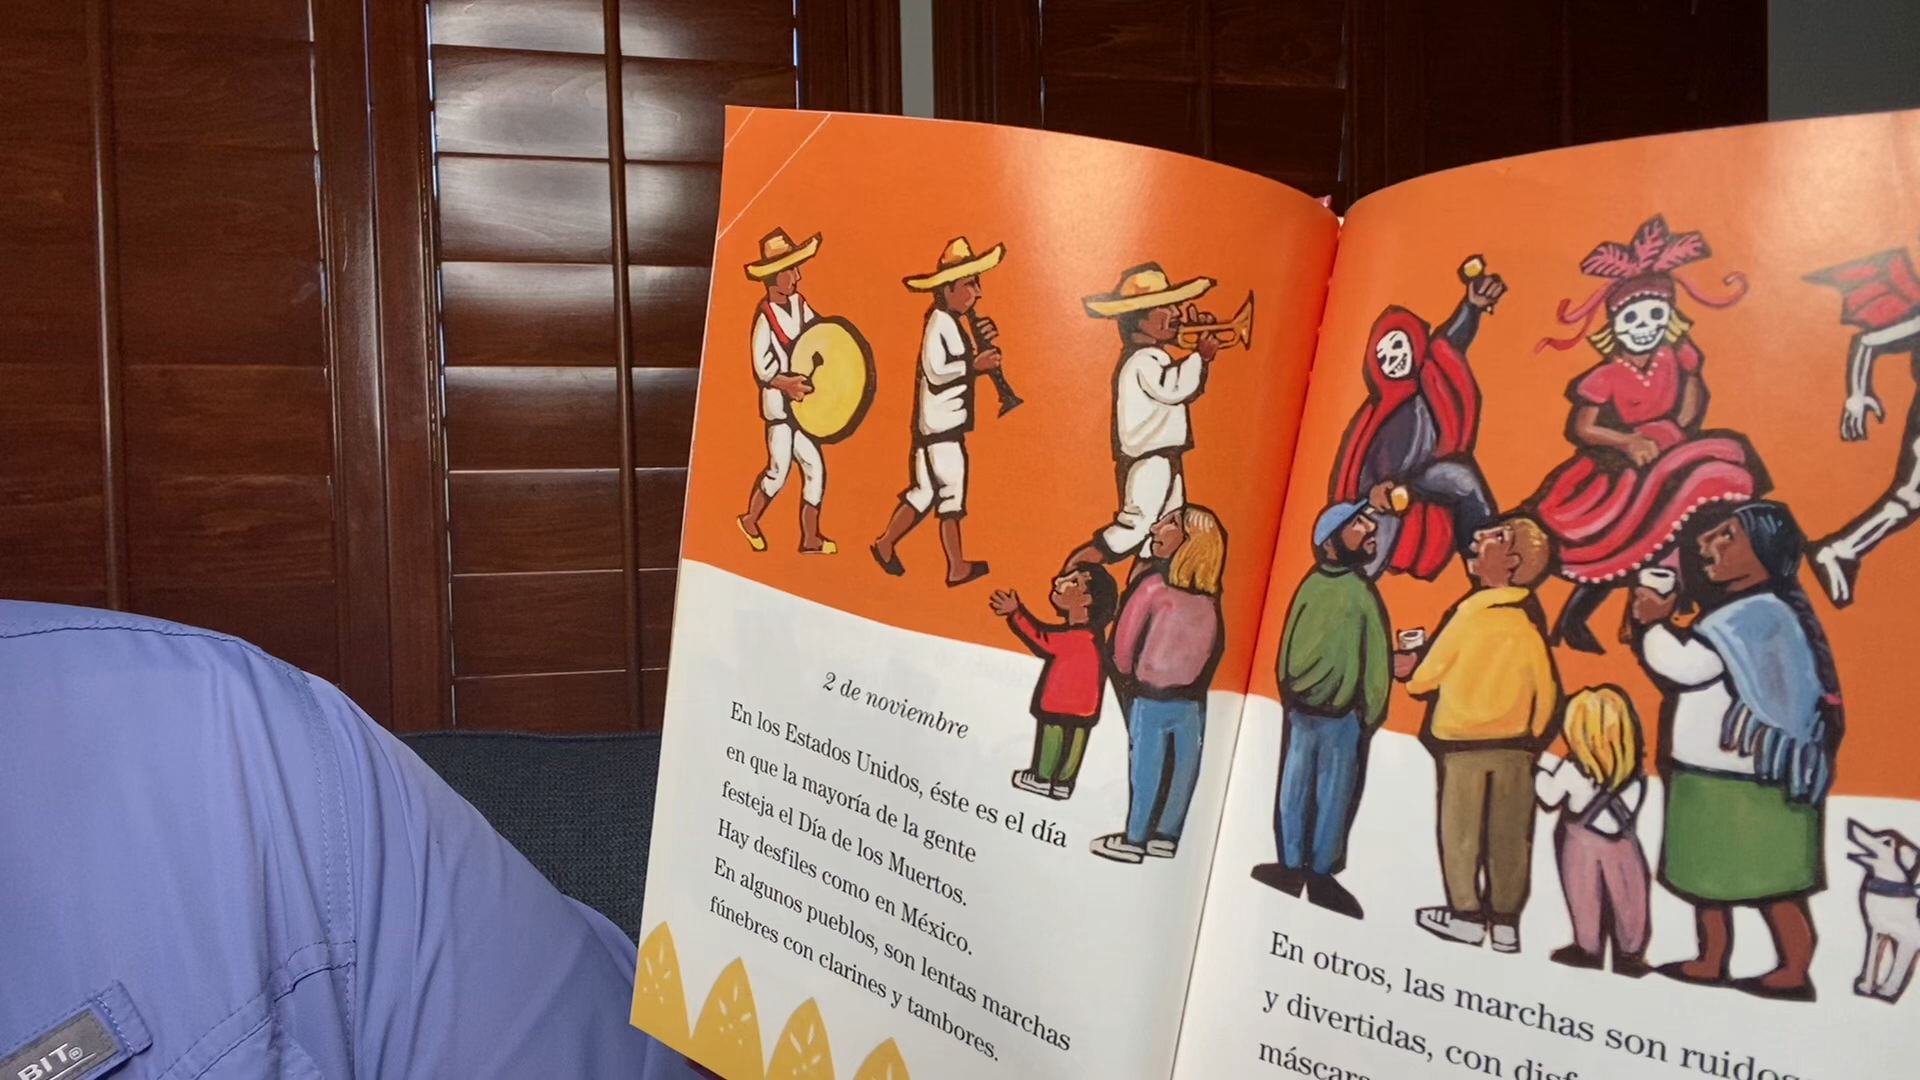 2 de noviembre
En los Estados Unidos, éste es el día
en que la mayoría de la gente
festeja el Día de los Muertos.
Hay desfiles como en México.
En algunos pueblos, son lentas marchas
fúnebres con clarines y tambores.
En otros, las marchas son
y divertidas, con
BIT